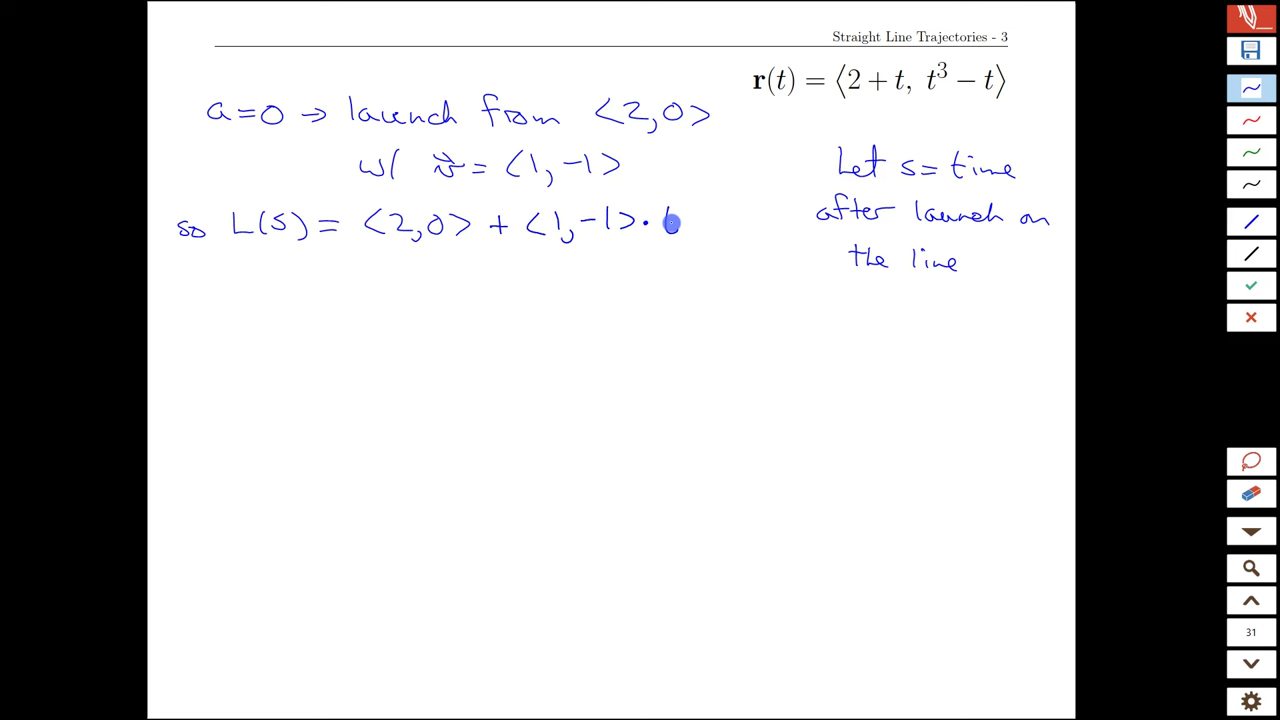 Straight Line Trajectories - 3
r(t) = ⟨2 + t, t³ − t⟩
a=0 → launch from <2,0>
w/ v⃗ = <1, -1>
Let s = time
after launch on
the line
so L(s) = <2,0> + <1, -1> ·
31